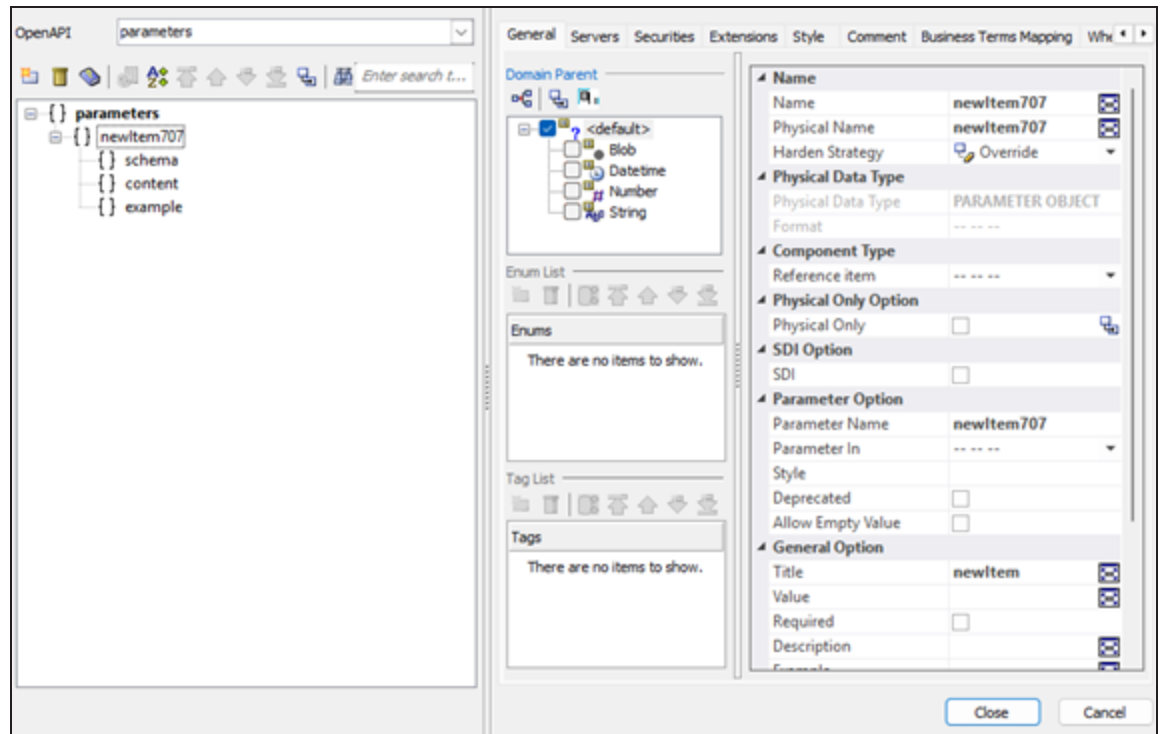 OpenAPI parameters
Enter search t...
{ } parameters
{ } newItem707
{ } schema
{ } content
{ } example
General Servers Securities Extensions Style Comment Business Terms Mapping Whe
Domain Parent
<default>
Blob
Datetime
Number
String
Enum List
Enums
There are no items to show.
Tag List
Tags
There are no items to show.
Name
Name newItem707
Physical Name newItem707
Harden Strategy Override
Physical Data Type
Physical Data Type PARAMETER OBJECT
Format -- -- --
Component Type
Reference item -- -- --
Physical Only Option
Physical Only
SDI Option
SDI
Parameter Option
Parameter Name newItem707
Parameter In -- -- --
Style
Deprecated
Allow Empty Value
General Option
Title newItem
Value
Required
Description
Close Cancel